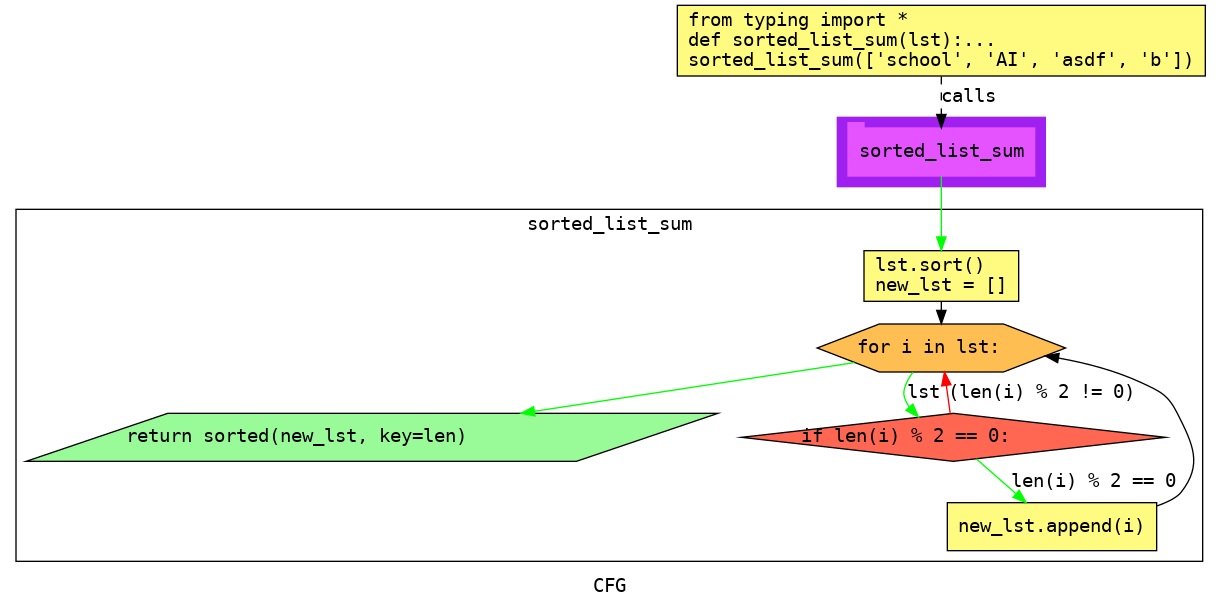 from typing import *
def sorted_list_sum(lst):...
sorted_list_sum(['school', 'AI', 'asdf', 'b'])
calls
sorted_list_sum
sorted_list_sum
lst.sort()
new_lst = []
for i in lst:
lst
(len(i) % 2 != 0)
return sorted(new_lst, key=len)
if len(i) % 2 == 0:
len(i) % 2 == 0
new_lst.append(i)
CFG